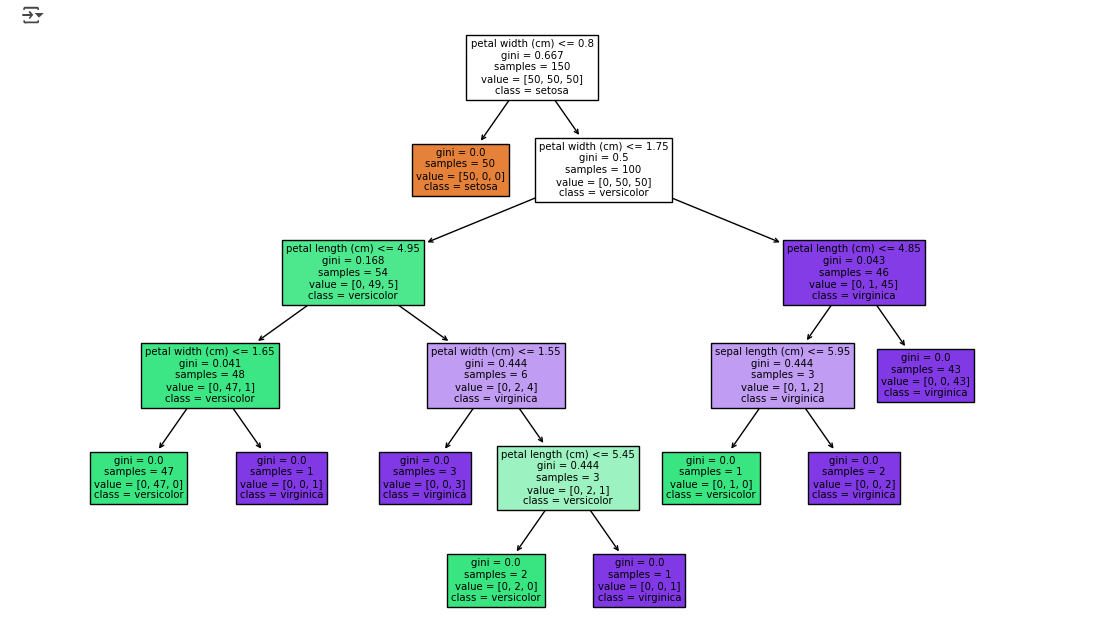 petal width (cm) <= 0.8
gini = 0.667
samples = 150
value = [50, 50, 50]
class = setosa
gini = 0.0
samples = 50
value = [50, 0, 0]
class = setosa
petal width (cm) <= 1.75
gini = 0.5
samples = 100
value = [0, 50, 50]
class = versicolor
petal length (cm) <= 4.95
gini = 0.168
samples = 54
value = [0, 49, 5]
class = versicolor
petal length (cm) <= 4.85
gini = 0.043
samples = 46
value = [0, 1, 45]
class = virginica
petal width (cm) <= 1.65
gini = 0.041
samples = 48
value = [0, 47, 1]
class = versicolor
petal width (cm) <= 1.55
gini = 0.444
samples = 6
value = [0, 2, 4]
class = virginica
sepal length (cm) <= 5.95
gini = 0.444
samples = 3
value = [0, 1, 2]
class = virginica
gini = 0.0
samples = 43
value = [0, 0, 43]
class = virginica
gini = 0.0
samples = 47
value = [0, 47, 0]
class = versicolor
gini = 0.0
samples = 1
value = [0, 0, 1]
class = virginica
gini = 0.0
samples = 3
value = [0, 0, 3]
class = virginica
petal length (cm) <= 5.45
gini = 0.444
samples = 3
value = [0, 2, 1]
class = versicolor
gini = 0.0
samples = 1
value = [0, 1, 0]
class = versicolor
gini = 0.0
samples = 2
value = [0, 0, 2]
class = virginica
gini = 0.0
samples = 2
value = [0, 2, 0]
class = versicolor
gini = 0.0
samples = 1
value = [0, 0, 1]
class = virginica